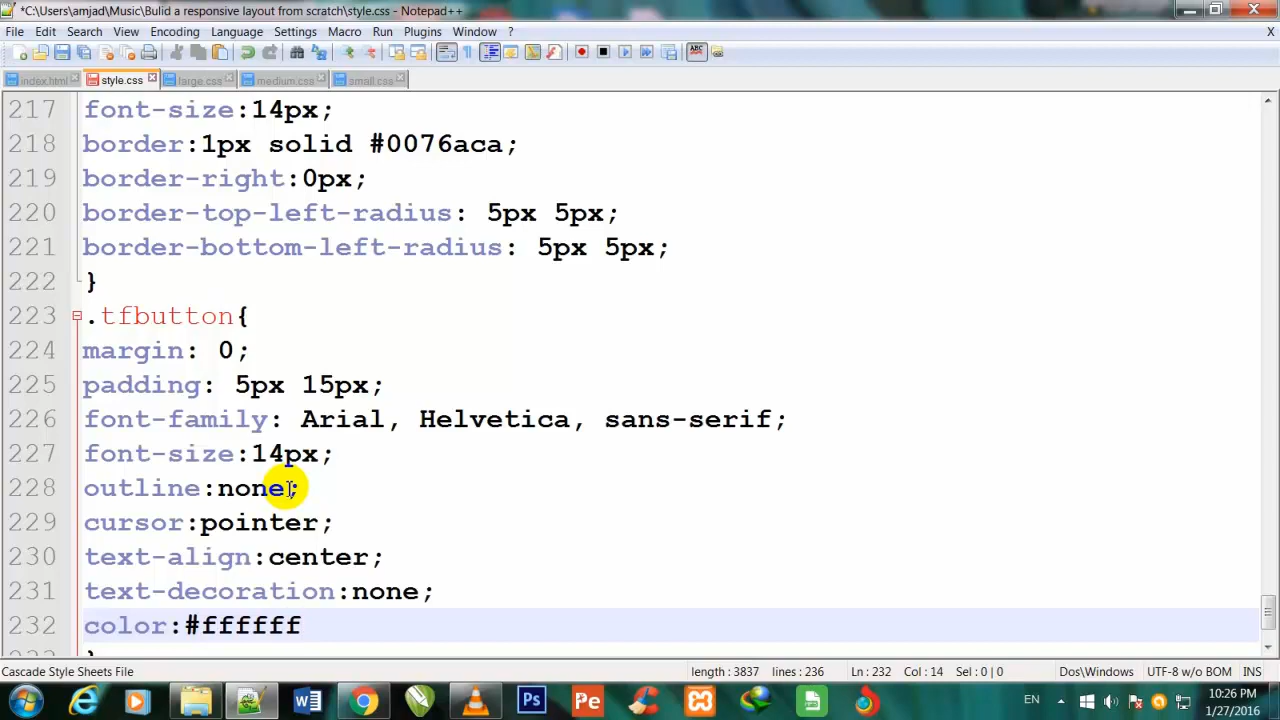 *C:\Users\amjad\Music\Bulid a responsive layout from scratch\style.css - Notepad++
File Edit Search View Encoding Language Settings Macro Run Plugins Window ? X
index.html style.css large.css medium.css small.css
217 font-size:14px;
218 border:1px solid #0076aca;
219 border-right:0px;
220 border-top-left-radius: 5px 5px;
221 border-bottom-left-radius: 5px 5px;
222 }
223 .tfbutton{
224 margin: 0;
225 padding: 5px 15px;
226 font-family: Arial, Helvetica, sans-serif;
227 font-size:14px;
228 outline:none;
229 cursor:pointer;
230 text-align:center;
231 text-decoration:none;
232 color:#ffffff
233 }
Cascade Style Sheets File length : 3837 lines : 236 Ln : 232 Col : 14 Sel : 0 | 0 Dos\Windows UTF-8 w/o BOM INS
EN 10:26 PM
1/27/2016